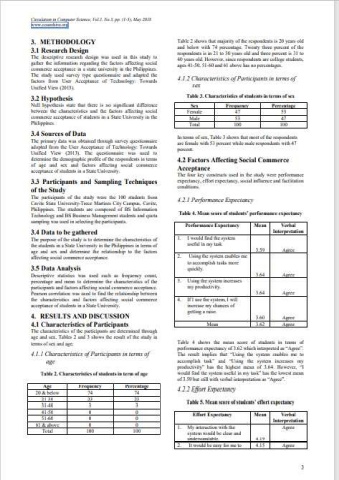 Circulation in Computer Science, Vol.3, No.5, pp: (1-5), May 2018
3. METHODOLOGY
3.1 Research Design
The descriptive research design was used in this study to
gather the information regarding the factors affecting social
commerce acceptance in a state university in the Philippines.
The study used survey type questionnaire and adapted the
factors from User Acceptance of Technology: Towards
Unified View (2015).
3.2 Hypothesis
Null hypothesis state that there is no significant difference
between the characteristics and the factors affecting social
commerce acceptance of students in a State University in the
Philippines.
3.4 Sources of Data
The primary data was obtained through survey questionnaire
adopted from the User Acceptance of Technology: Towards
Unified View (2015). The questionnaire was used to
determine the demographic profile of the respondents in terms
of age and sex and factors affecting social commerce
acceptance of students in a State University.
3.3 Participants and Sampling Techniques
of the Study
The participants of the study were the 100 students from
Cavite State University-Trece Martires City Campus, Cavite,
Philippines. The students are composed of BS Information
Technology and BS Business Management students and quota
sampling was used in selecting the participants.
3.4 Data to be gathered
The purpose of the study is to determine the characteristics of
the students in a State University in the Philippines in terms of
age and sex and determine the relationship to the factors
affecting social commerce acceptance.
3.5 Data Analysis
Descriptive statistics was used such as frequency count,
percentage and mean to determine the characteristics of the
participants and factors affecting social commerce acceptance.
Pearson correlation was used to find the relationship between
the characteristics and factors affecting social commerce
acceptance of students in a State University.
4. RESULTS AND DISCUSSION
4.1 Characteristics of Participants
The characteristics of the participants are determined through
age and sex. Tables 2 and 3 shows the result of the study in
terms of sex and age.
4.1.1 Characteristics of Participants in terms of
age
Table 2. Characteristics of students in term of age
Age Frequency Percentage
20 & below 74 74
21-30 23 23
31-40 3 3
41-50 0 0
51-60 0 0
61 & above 0 0
Total 100 100
Table 2 shows that majority of the respondents is 20 years old
and below with 74 percentage. Twenty three percent of the
respondents is in 21 to 30 years old and three percent is 31 to
40 years old. However, since respondents are college students,
ages 41-50, 51-60 and 61 above has no percentages.
4.1.2 Characteristics of Participants in terms of
sex
Table 3. Characteristics of students in terms of sex
Sex Frequency Percentage
Female 47 53
Male 53 47
Total 100 100
In terms of sex, Table 3 shows that most of the respondents
are female with 53 percent while male respondents with 47
percent.
4.2 Factors Affecting Social Commerce
Acceptance
The four key constructs used in the study were performance
expectancy, effort expectancy, social influence and facilitation
conditions.
4.2.1 Performance Expectancy
Table 4. Mean score of students' performance expectancy
Performance Expectancy Mean Verbal Interpretation
1. I would find the system
useful in my task. 3.59 Agree
2. Using the system enables me
to accomplish tasks more
quickly. 3.64 Agree
3. Using the system increases
my productivity. 3.64 Agree
4. If I use the system, I will
increase my chances of
getting a raise. 3.60 Agree
Mean 3.62 Agree
Table 4 shows the mean score of students in terms of
performance expectancy of 3.62 which interpreted as "Agree".
The result implies that "Using the system enables me to
accomplish task" and "Using the system increases my
productivity" has the highest mean of 3.64. However, "I
would find the system useful in my task" has the lowest mean
of 3.59 but still with verbal interpretation as "Agree".
4.2.2 Effort Expectancy
Table 5. Mean score of students' effort expectancy
Effort Expectancy Mean Verbal Interpretation
1. My interaction with the
system would be clear and
understandable. 4.15 Agree
2. It would be easy for me to 4.15 Agree
3